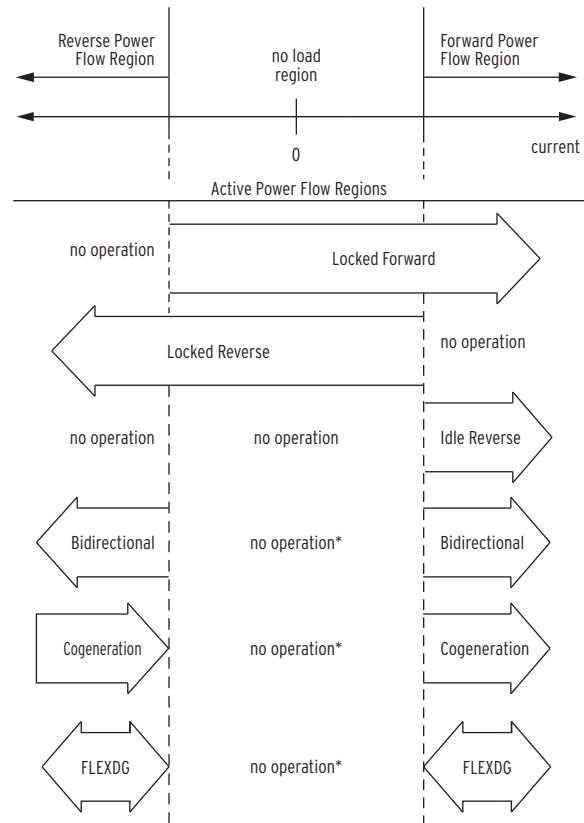 Reverse Power
Flow Region
no load
region
Forward Power
Flow Region
0
current
Active Power Flow Regions
no operation
Locked Forward
Locked Reverse
no operation
no operation
no operation
Idle Reverse
Bidirectional
no operation*
Bidirectional
Cogeneration
no operation*
Cogeneration
FLEXDG
no operation*
FLEXDG